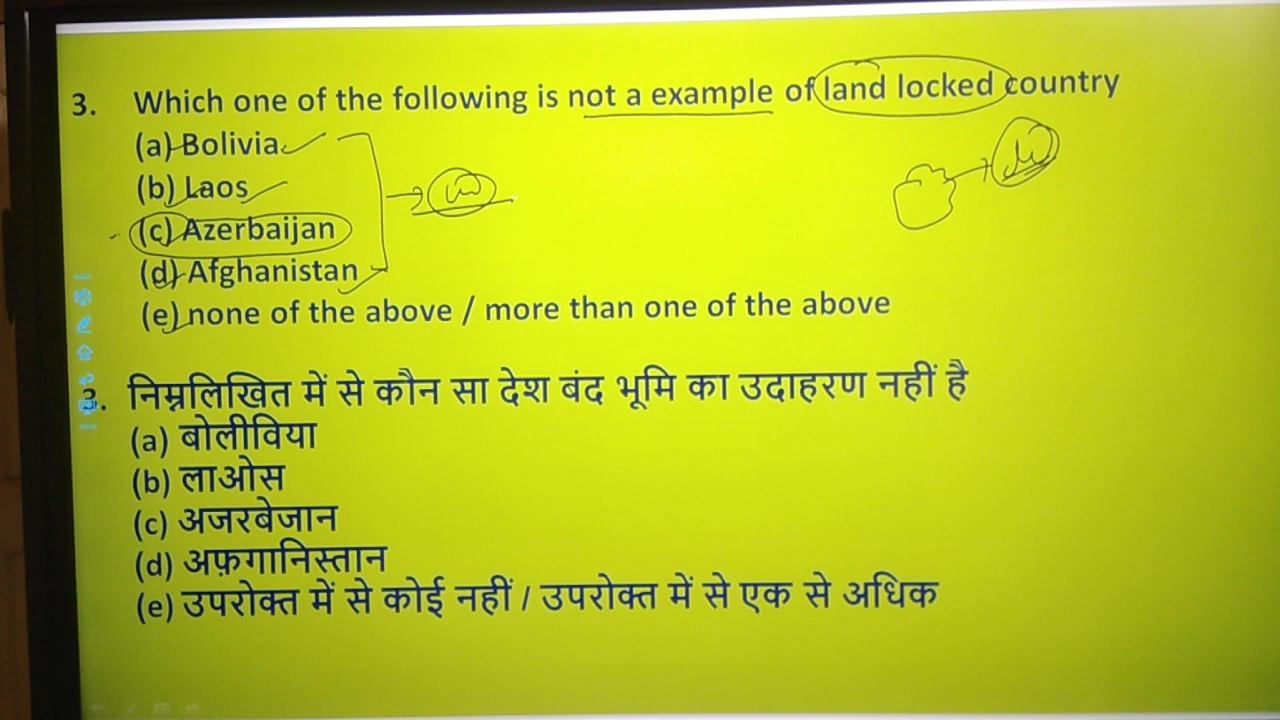 3. Which one of the following is not a example of land locked country
(a) Bolivia
(b) Laos
(c) Azerbaijan
(d) Afghanistan
(e) none of the above / more than one of the above
3. निम्नलिखित में से कौन सा देश बंद भूमि का उदाहरण नहीं है
(a) बोलीविया
(b) लाओस
(c) अजरबेजान
(d) अफ़गानिस्तान
(e) उपरोक्त में से कोई नहीं / उपरोक्त में से एक से अधिक